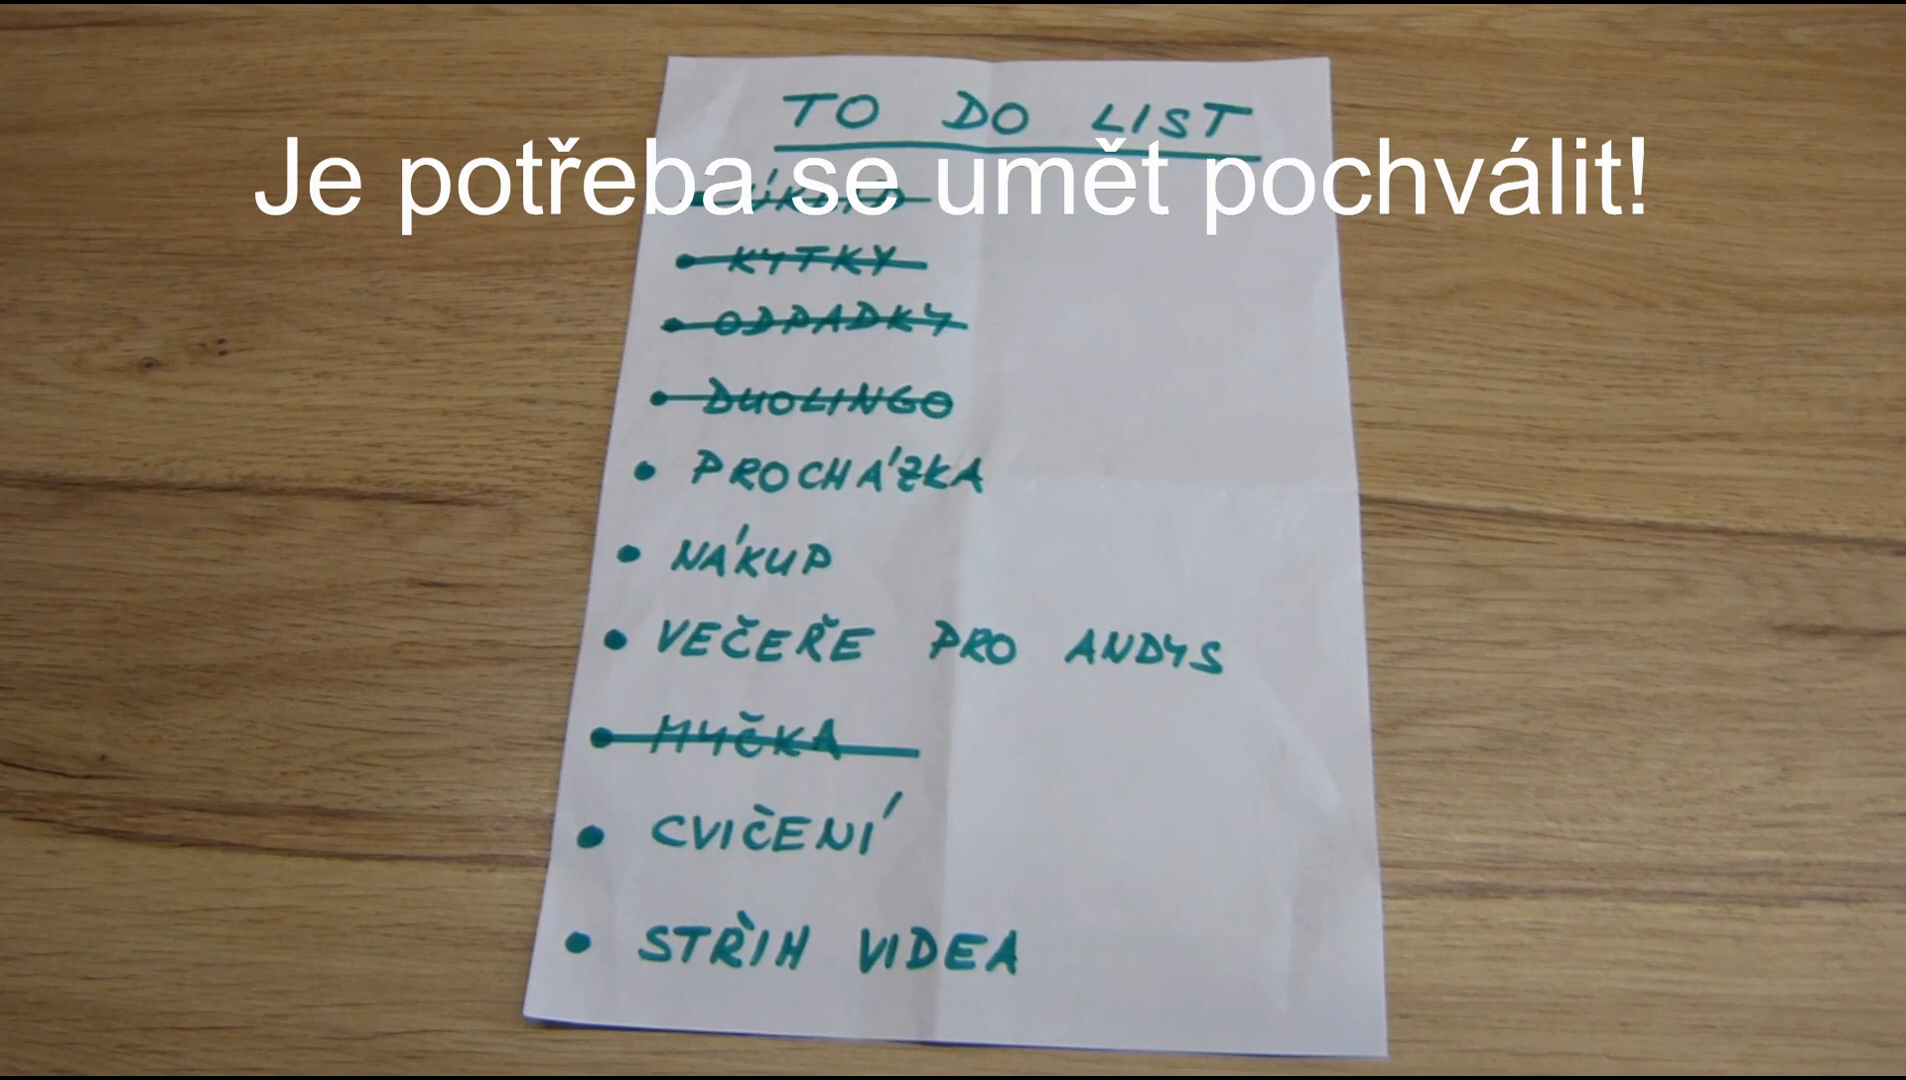 TO DO LIST
Je potřeba se umět pochválit!
• KYTKY
• ODPADKY
• DUOLINGO
• PROCHÁZKA
• NÁKUP
• VEČEŘE PRO ANDYS
• MYČKA
• CVIČENÍ
• STŘIH VIDEA